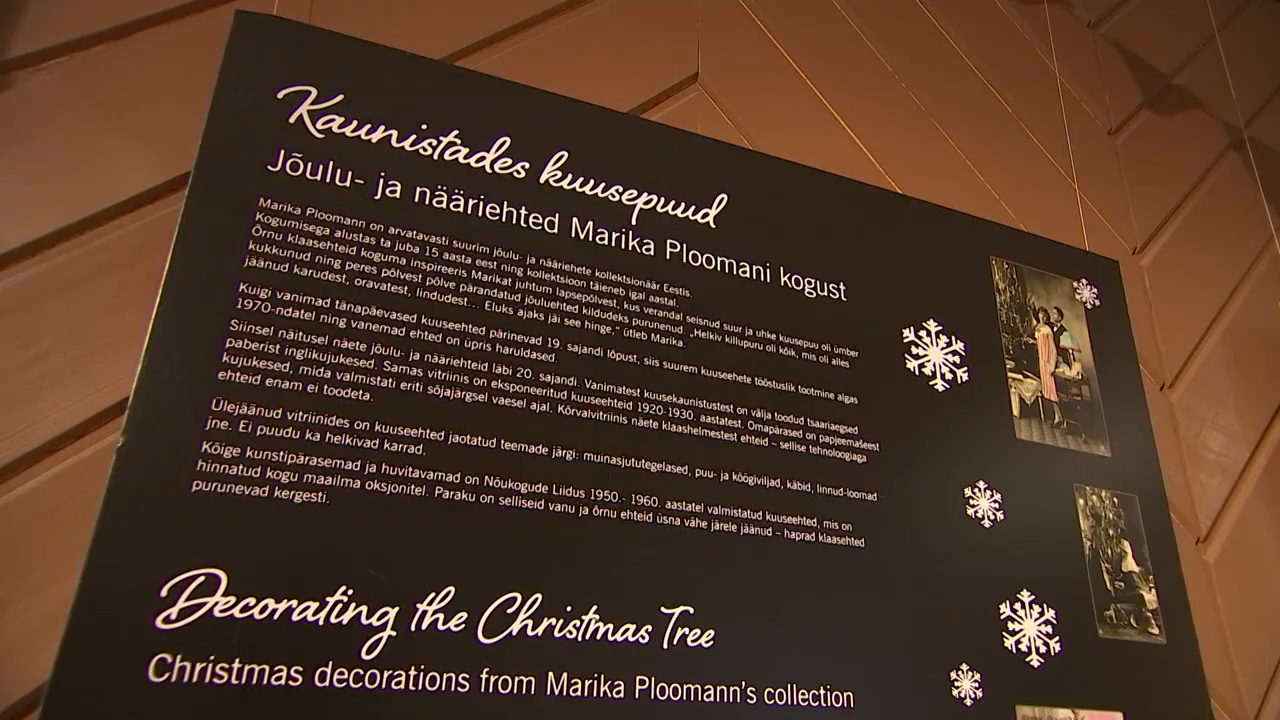 Kaunistades kuusepuud
Jõulu- ja nääriehted Marika Ploomani kogust
Marika Ploomann on arvatavasti suurim jõulu- ja nääriehete kollektsionäär Eestis.
Kogumisega alustas ta juba 15 aasta eest ning kollektsioon täieneb igal aastal.
Õrnu klaasehteid koguma inspireeris Marikat juhtum lapsepõlvest, kus verandal seisnud suur ja uhke kuusepuu oli ümber
kukkunud ning peres põlvest põlve pärandatud jõuluehted kildudeks purunenud. „Helkiv killupuru oli kõik, mis oli alles
jäänud karudest, oravatest, lindudest... Eluks ajaks jäi see hinge,“ ütleb Marika.
Kuigi vanimad tänapäevased kuuseehted pärinevad 19. sajandi lõpust, siis suurem kuuseehete tööstuslik tootmine algas
1970-ndatel ning vanemad ehted on üpris haruldased.
Siinsel näitusel näete jõulu- ja nääriehteid läbi 20. sajandi. Vanimatest kuusekaunistustest on välja toodud tsaariaegsed
paberist inglikujukesed. Samas vitriinis on eksponeeritud kuuseehteid 1920-1930. aastatest. Omapärased on papjeemašeest
kujukesed, mida valmistati eriti sõjajärgsel vaesel ajal. Kõrvalvitriinis näete klaashelmestest ehteid – sellise tehnoloogiaga
ehteid enam ei toodeta.
Ülejäänud vitriinides on kuuseehted jaotatud teemade järgi: muinasjututegelased, puu- ja köögiviljad, käbid, linnud-loomad
jne. Ei puudu ka helkivad karrad.
Kõige kunstipärasemad ja huvitavamad on Nõukogude Liidus 1950.- 1960. aastatel valmistatud kuuseehted, mis on
hinnatud kogu maailma oksjonitel. Paraku on selliseid vanu ja õrnu ehteid üsna vähe järele jäänud – haprad klaasehted
purunevad kergesti.
Decorating the Christmas Tree
Christmas decorations from Marika Ploomann's collection